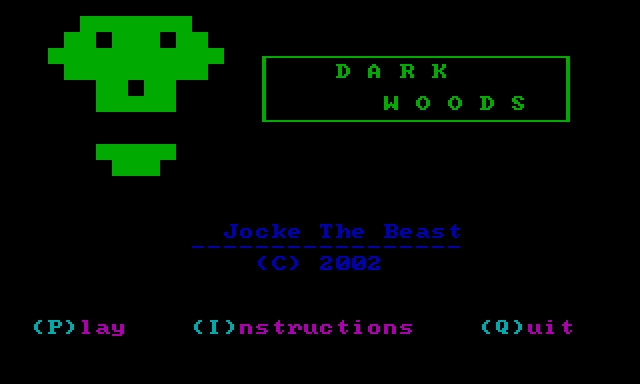 D A R K
W O O D S
Jocke The Beast
-----------------
(C) 2002
(P)lay (I)nstructions (Q)uit